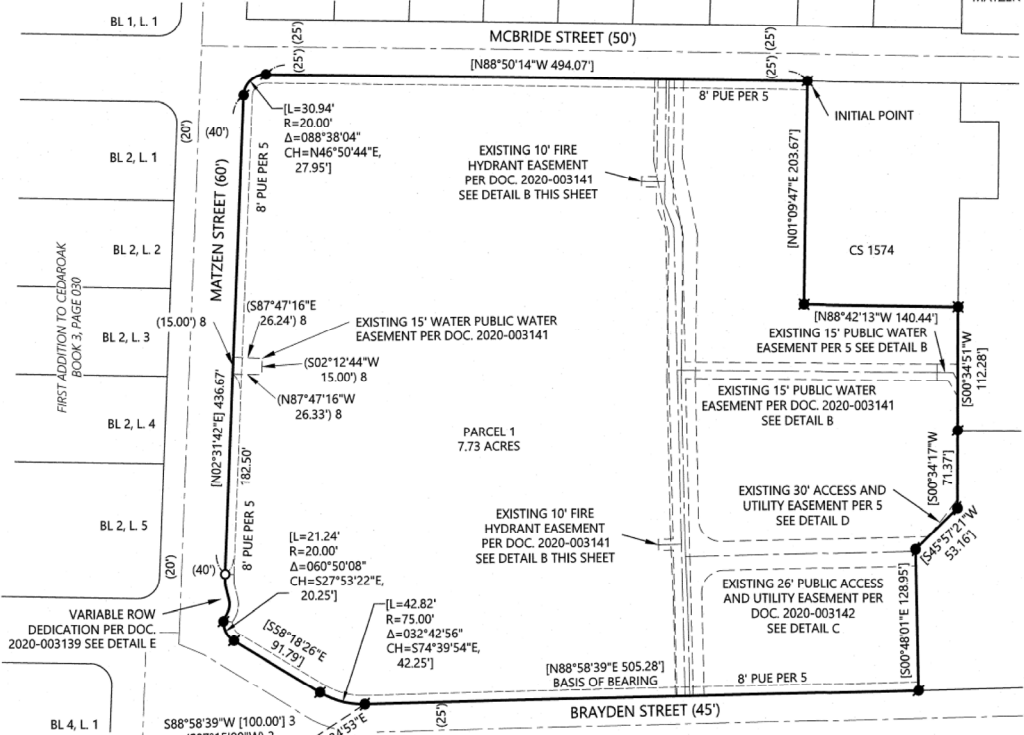 BL 1, L. 1
MCBRIDE STREET (50')
(25') (25')
(25') (25')
[N88°50'14"W 494.07']
8' PUE PER 5
INITIAL POINT
(20')
(40')
[L=30.94'
R=20.00'
Δ=088°38'04"
CH=N46°50'44"E,
27.95']
BL 2, L. 1
MATZEN STREET (60')
8' PUE PER 5
EXISTING 10' FIRE
HYDRANT EASEMENT
PER DOC. 2020-003141
SEE DETAIL B THIS SHEET
[N01°09'47"E 203.67']
CS 1574
BL 2, L. 2
FIRST ADDITION TO CEDAROAK
BOOK 3, PAGE 030
(15.00') 8
BL 2, L. 3
(S87°47'16"E
26.24') 8
EXISTING 15' WATER PUBLIC WATER
EASEMENT PER DOC. 2020-003141
(S02°12'44"W
15.00') 8
(N87°47'16"W
26.33') 8
[N88°42'13"W 140.44']
EXISTING 15' PUBLIC WATER
EASEMENT PER 5 SEE DETAIL B
[S00°34'51"W
112.28']
EXISTING 15' PUBLIC WATER
EASEMENT PER DOC. 2020-003141
SEE DETAIL B
[N02°31'42"E] 436.67'
182.50'
BL 2, L. 4
PARCEL 1
7.73 ACRES
[S00°34'17"W
71.37']
BL 2, L. 5
8' PUE PER 5
EXISTING 30' ACCESS AND
UTILITY EASEMENT PER 5
SEE DETAIL D
[S45°57'21"W
53.16']
EXISTING 10' FIRE
HYDRANT EASEMENT
PER DOC. 2020-003141
SEE DETAIL B THIS SHEET
(20')
(40')
[L=21.24'
R=20.00'
Δ=060°50'08"
CH=S27°53'22"E,
20.25']
EXISTING 26' PUBLIC ACCESS
AND UTILITY EASEMENT PER
DOC. 2020-003142
SEE DETAIL C
[S00°48'01"E 128.95']
VARIABLE ROW
DEDICATION PER DOC.
2020-003139 SEE DETAIL E
[S58°18'26"E
91.79']
[L=42.82'
R=75.00'
Δ=032°42'56"
CH=S74°39'54"E,
42.25']
[N88°58'39"E 505.28']
BASIS OF BEARING
8' PUE PER 5
BL 4, L. 1
S88°58'39"W [100.00'] 3
4'53"E
(25')
BRAYDEN STREET (45')